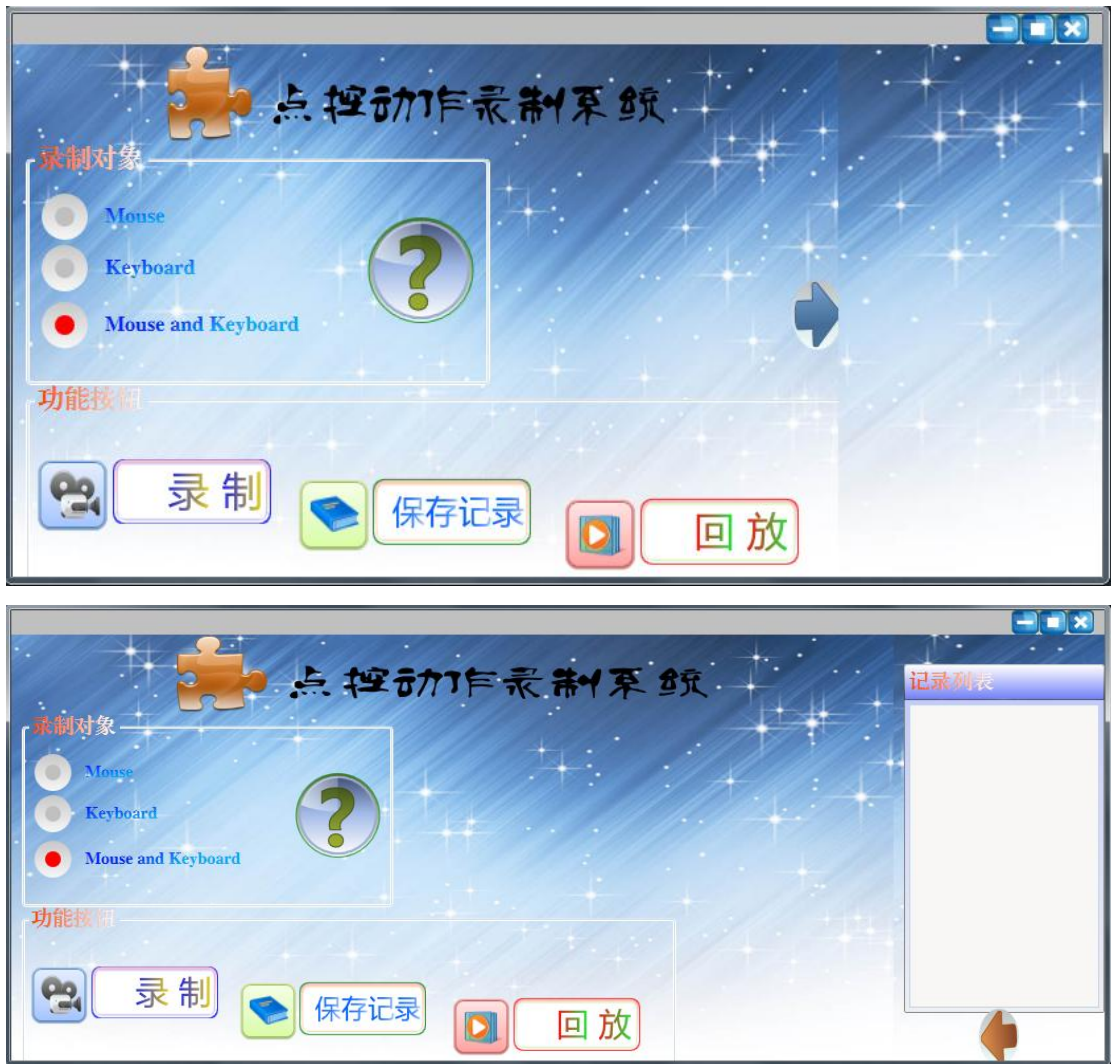 点控动作录制系统
录制对象
Mouse
Keyboard
Mouse and Keyboard
功能按钮
录制
保存记录
回放
点控动作录制系统
记录列表
录制对象
Mouse
Keyboard
Mouse and Keyboard
功能按钮
录制
保存记录
回放